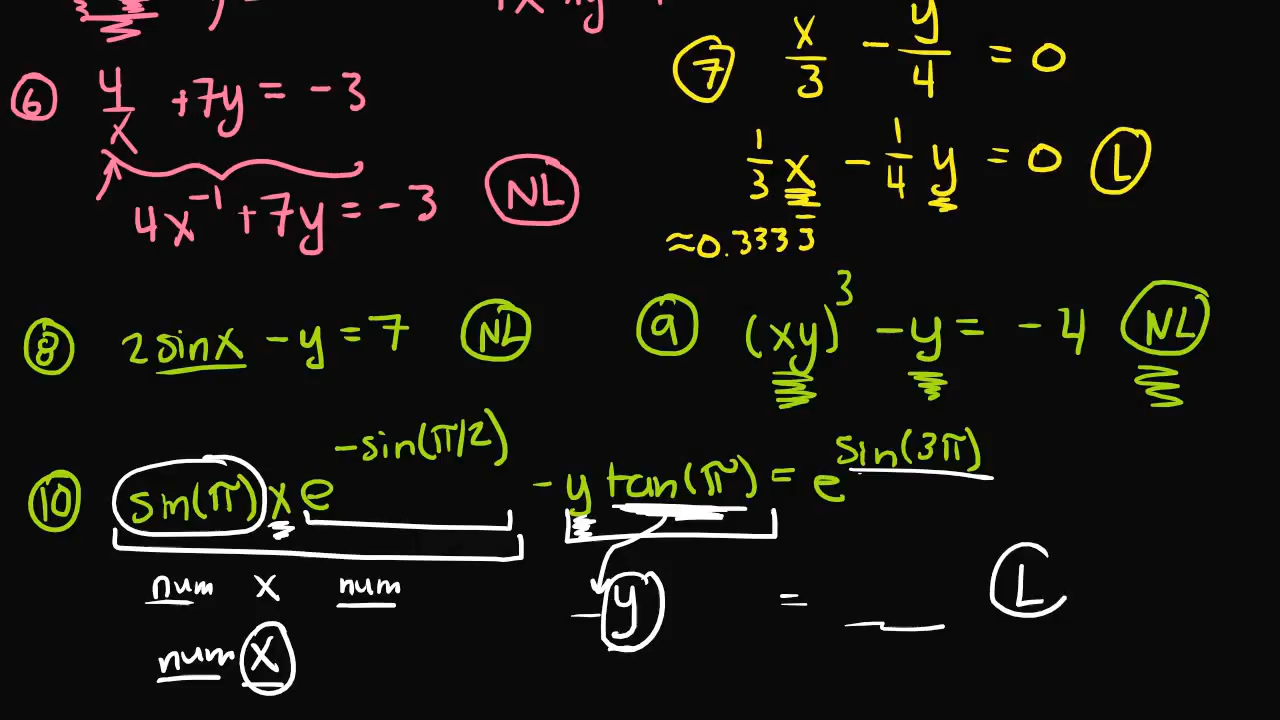 ⑥ 4/x + 7y = -3
4x⁻¹ + 7y = -3 NL
⑦ x/3 - y/4 = 0
1/3 x - 1/4 y = 0 L
≈0.3333
⑧ 2sinx - y = 7 NL
⑨ (xy)³ - y = -4 NL
⑩ sin(π) x e^(-sin(π/2)) - y tan(π) = e^(sin(3π))
num x num - y = __ L
num x